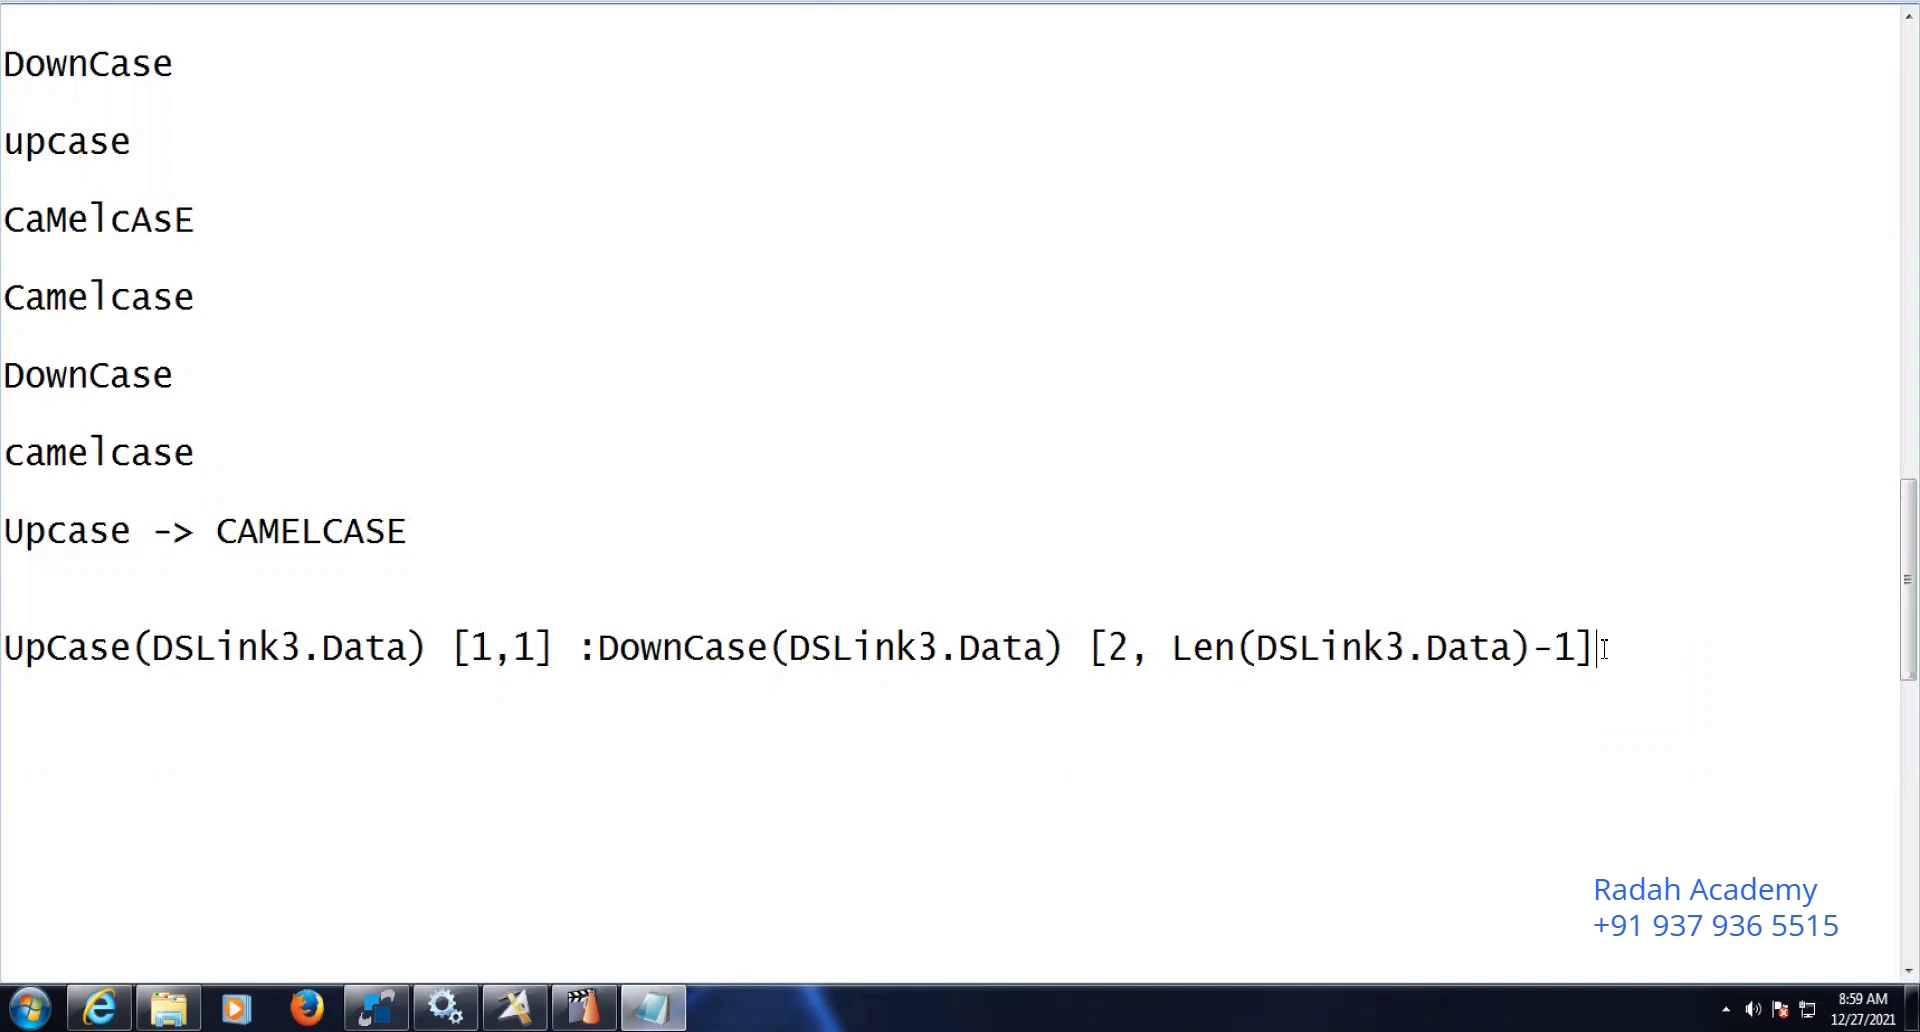 DownCase
upcase
CaMelcAsE
Camelcase
DownCase
camelcase
Upcase -> CAMELCASE
UpCase(DSLink3.Data) [1,1] :DownCase(DSLink3.Data) [2, Len(DSLink3.Data)-1]
Radah Academy
+91 937 936 5515
8:59 AM
12/27/2021